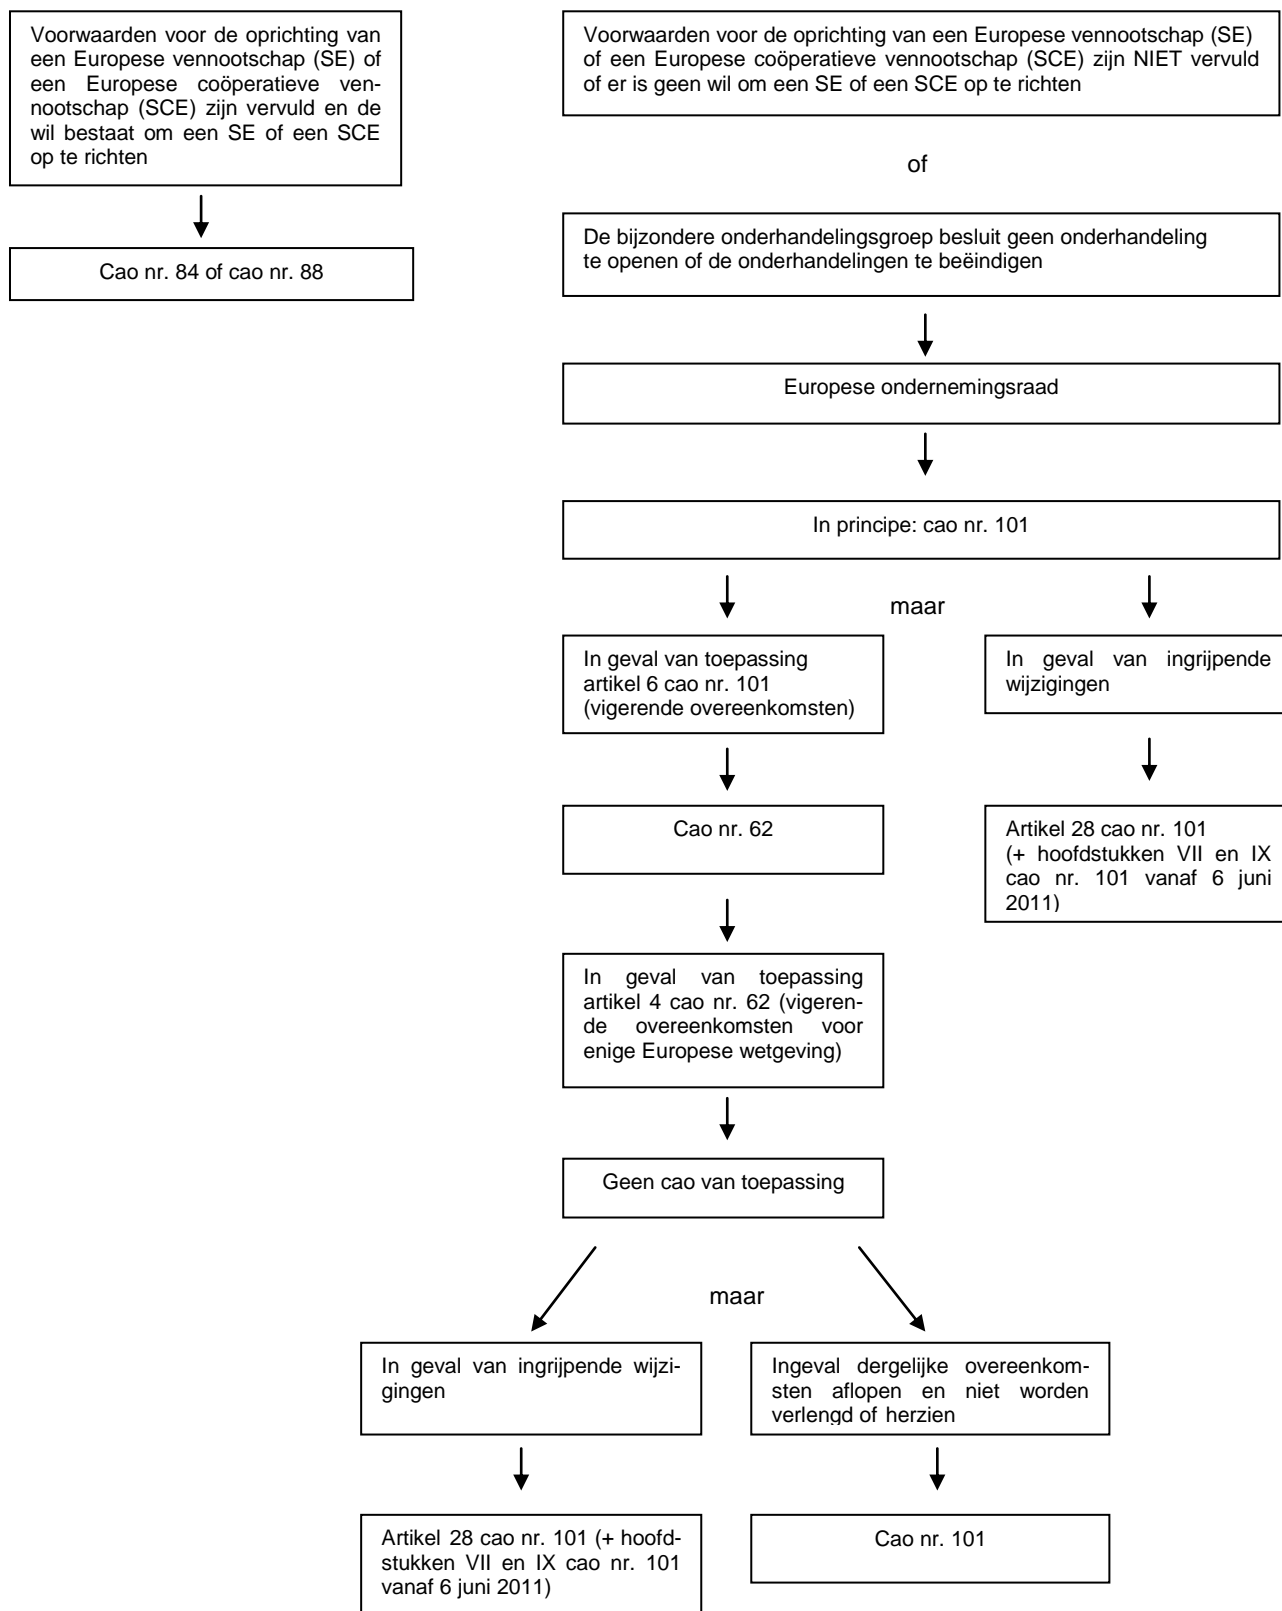 Voorwaarden voor de oprichting van
een Europese vennootschap (SE) of
een Europese coöperatieve ven-
nootschap (SCE) zijn vervuld en de
wil bestaat om een SE of een SCE
op te richten
Cao nr. 84 of cao nr. 88
Voorwaarden voor de oprichting van een Europese vennootschap (SE)
of een Europese coöperatieve vennootschap (SCE) zijn NIET vervuld
of er is geen wil om een SE of een SCE op te richten
of
De bijzondere onderhandelingsgroep besluit geen onderhandeling
te openen of de onderhandelingen te beëindigen
Europese ondernemingsraad
In principe: cao nr. 101
maar
In geval van toepassing
artikel 6 cao nr. 101
(vigerende overeenkomsten)
In geval van ingrijpende
wijzigingen
Cao nr. 62
Artikel 28 cao nr. 101
(+ hoofdstukken VII en IX
cao nr. 101 vanaf 6 juni
2011)
In geval van toepassing
artikel 4 cao nr. 62 (vigeren-
de overeenkomsten voor
enige Europese wetgeving)
Geen cao van toepassing
maar
In geval van ingrijpende wijzi-
gingen
Ingeval dergelijke overeenkom-
sten aflopen en niet worden
verlengd of herzien
Artikel 28 cao nr. 101 (+ hoofd-
stukken VII en IX cao nr. 101
vanaf 6 juni 2011)
Cao nr. 101